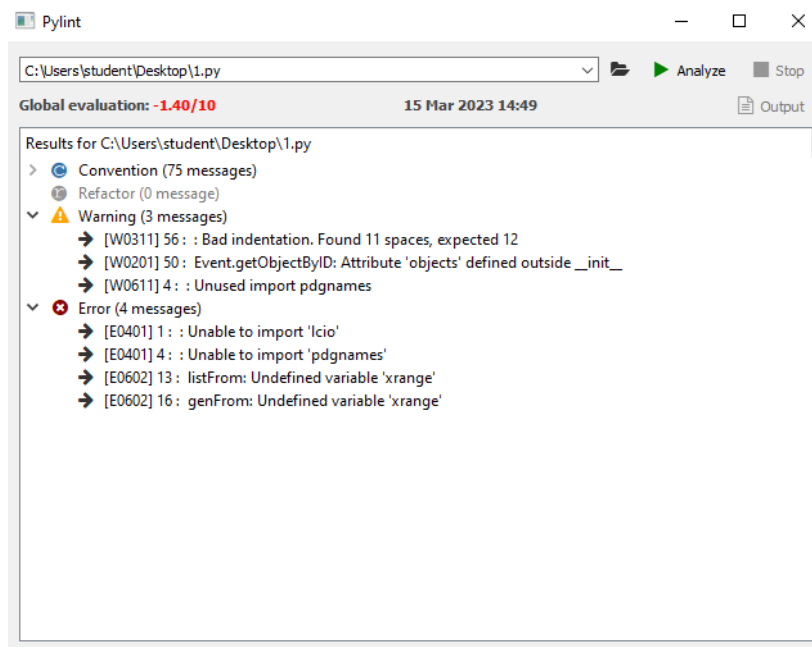 Pylint
C:\Users\student\Desktop\1.py
Analyze
Stop
Global evaluation: -1.40/10
15 Mar 2023 14:49
Output
Results for C:\Users\student\Desktop\1.py
Convention (75 messages)
Refactor (0 message)
Warning (3 messages)
[W0311] 56 : : Bad indentation. Found 11 spaces, expected 12
[W0201] 50 : Event.getObjectByID: Attribute 'objects' defined outside __init__
[W0611] 4 : : Unused import pdgnames
Error (4 messages)
[E0401] 1 : : Unable to import 'lcio'
[E0401] 4 : : Unable to import 'pdgnames'
[E0602] 13 : listFrom: Undefined variable 'xrange'
[E0602] 16 : genFrom: Undefined variable 'xrange'